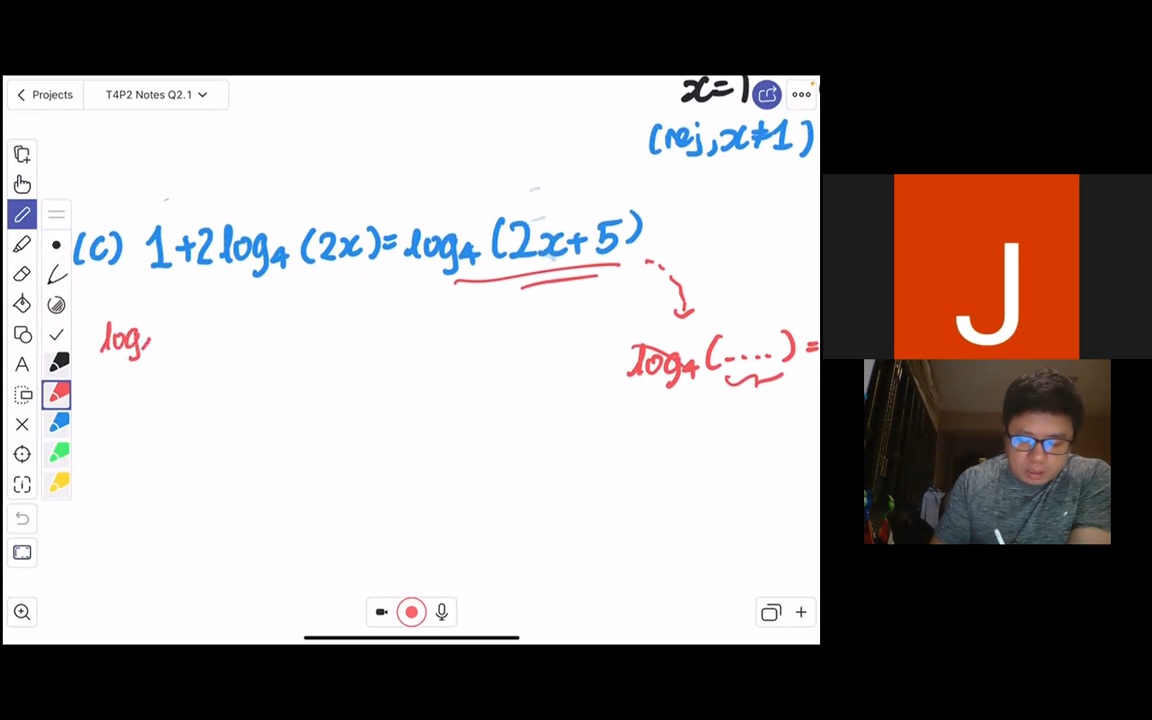 x=1
Projects
T4P2 Notes Q2.1
(rej, x≠1)
(c) 1+2log₄(2x)=log₄(2x+5)
log
log₄(....)=
A
J